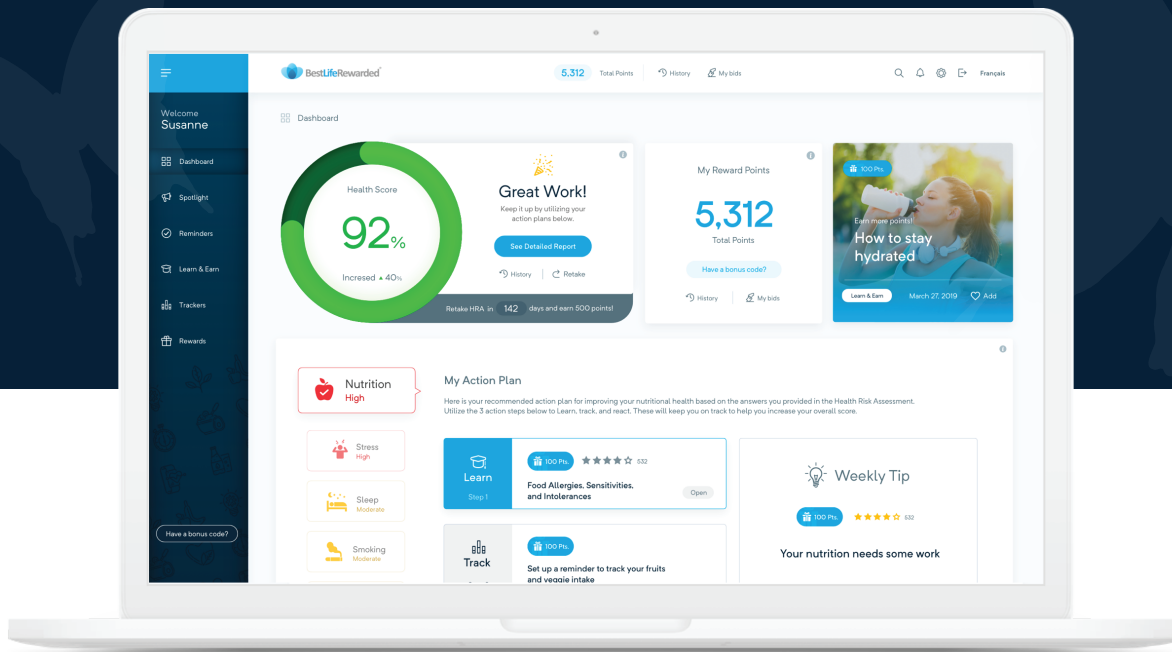 BestLifeRewarded
5,312 Total Points History My bids
Français
Welcome
Susanne
Dashboard
Spotlight
Reminders
Learn & Earn
Trackers
Rewards
Have a bonus code?
Dashboard
Health Score
92%
Incresed ▲ 40%
Great Work!
Keep it up by utilizing your
action plans below.
See Detailed Report
History Retake
Retake HRA in 142 days and earn 500 points!
My Reward Points
5,312
Total Points
Have a bonus code?
History My bids
100 Pts.
Earn more points!
How to stay
hydrated
Learn & Earn March 27, 2019 Add
Nutrition
High
Stress
High
Sleep
Moderate
Smoking
Moderate
My Action Plan
Here is your recommended action plan for improving your nutritional health based on the answers you provided in the Health Risk Assessment.
Utilize the 3 action steps below to Learn, track, and react. These will keep you on track to help you increase your overall score.
Learn
Step 1
100 Pts. 532
Food Allergies, Sensitivities,
and Intolerances
Open
Track
100 Pts.
Set up a reminder to track your fruits
and veggie intake
Weekly Tip
100 Pts. 532
Your nutrition needs some work